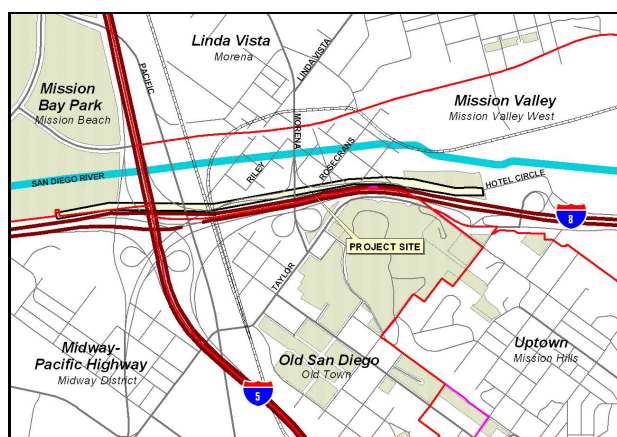 Linda Vista
Morena
LINDA VISTA
PACIFIC
Mission
Bay Park
Mission Beach
Mission Valley
Mission Valley West
MORENA
ROSECRANS
RILEY
SAN DIEGO RIVER
HOTEL CIRCLE
8
PROJECT SITE
TAYLOR
Midway-
Pacific Highway
Midway District
Old San Diego
Old Town
Uptown
Mission Hills
5